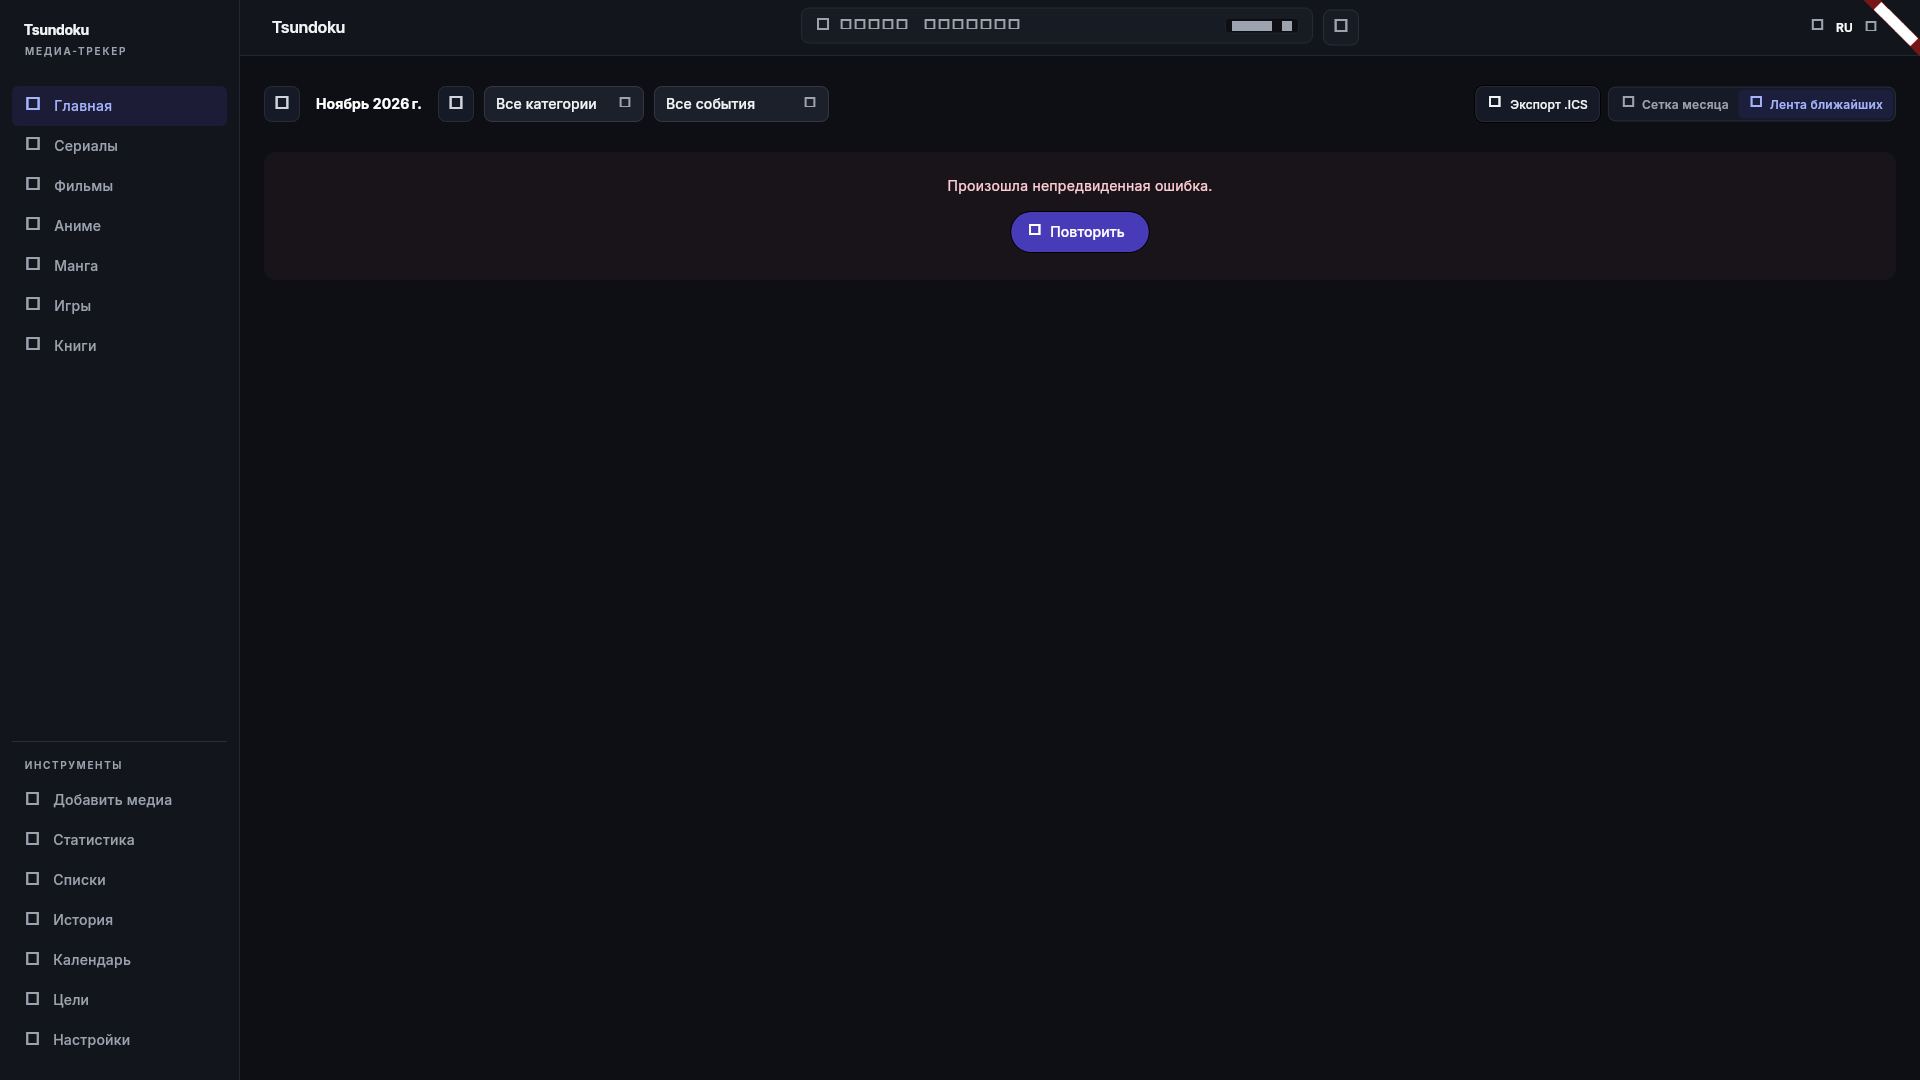 Tsundoku
МЕДИА-ТРЕКЕР
Главная
Сериалы
Фильмы
Аниме
Манга
Игры
Книги
ИНСТРУМЕНТЫ
Добавить медиа
Статистика
Списки
История
Календарь
Цели
Настройки
Tsundoku
RU
Ноябрь 2026 г.
Все категории
Все события
Экспорт .ICS
Сетка месяца
Лента ближайших
Произошла непредвиденная ошибка.
Повторить